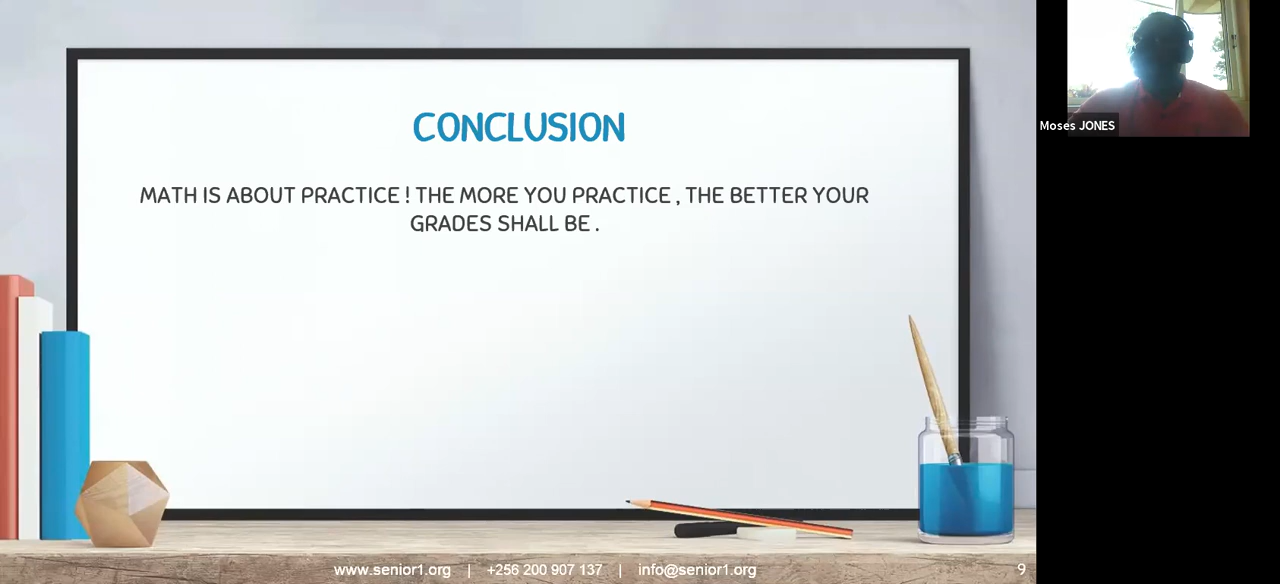 CONCLUSION
MATH IS ABOUT PRACTICE ! THE MORE YOU PRACTICE , THE BETTER YOUR
GRADES SHALL BE .
Moses JONES
www.senior1.org | +256 200 907 137 | info@senior1.org
9